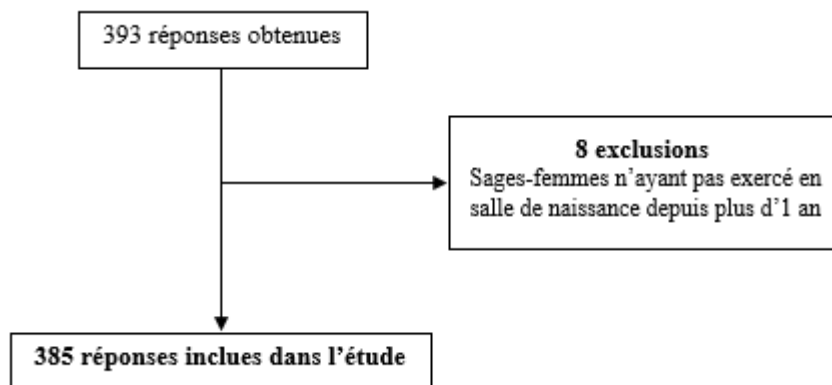 393 réponses obtenues
8 exclusions
Sages-femmes n’ayant pas exercé en
salle de naissance depuis plus d’1 an
385 réponses inclues dans l’étude